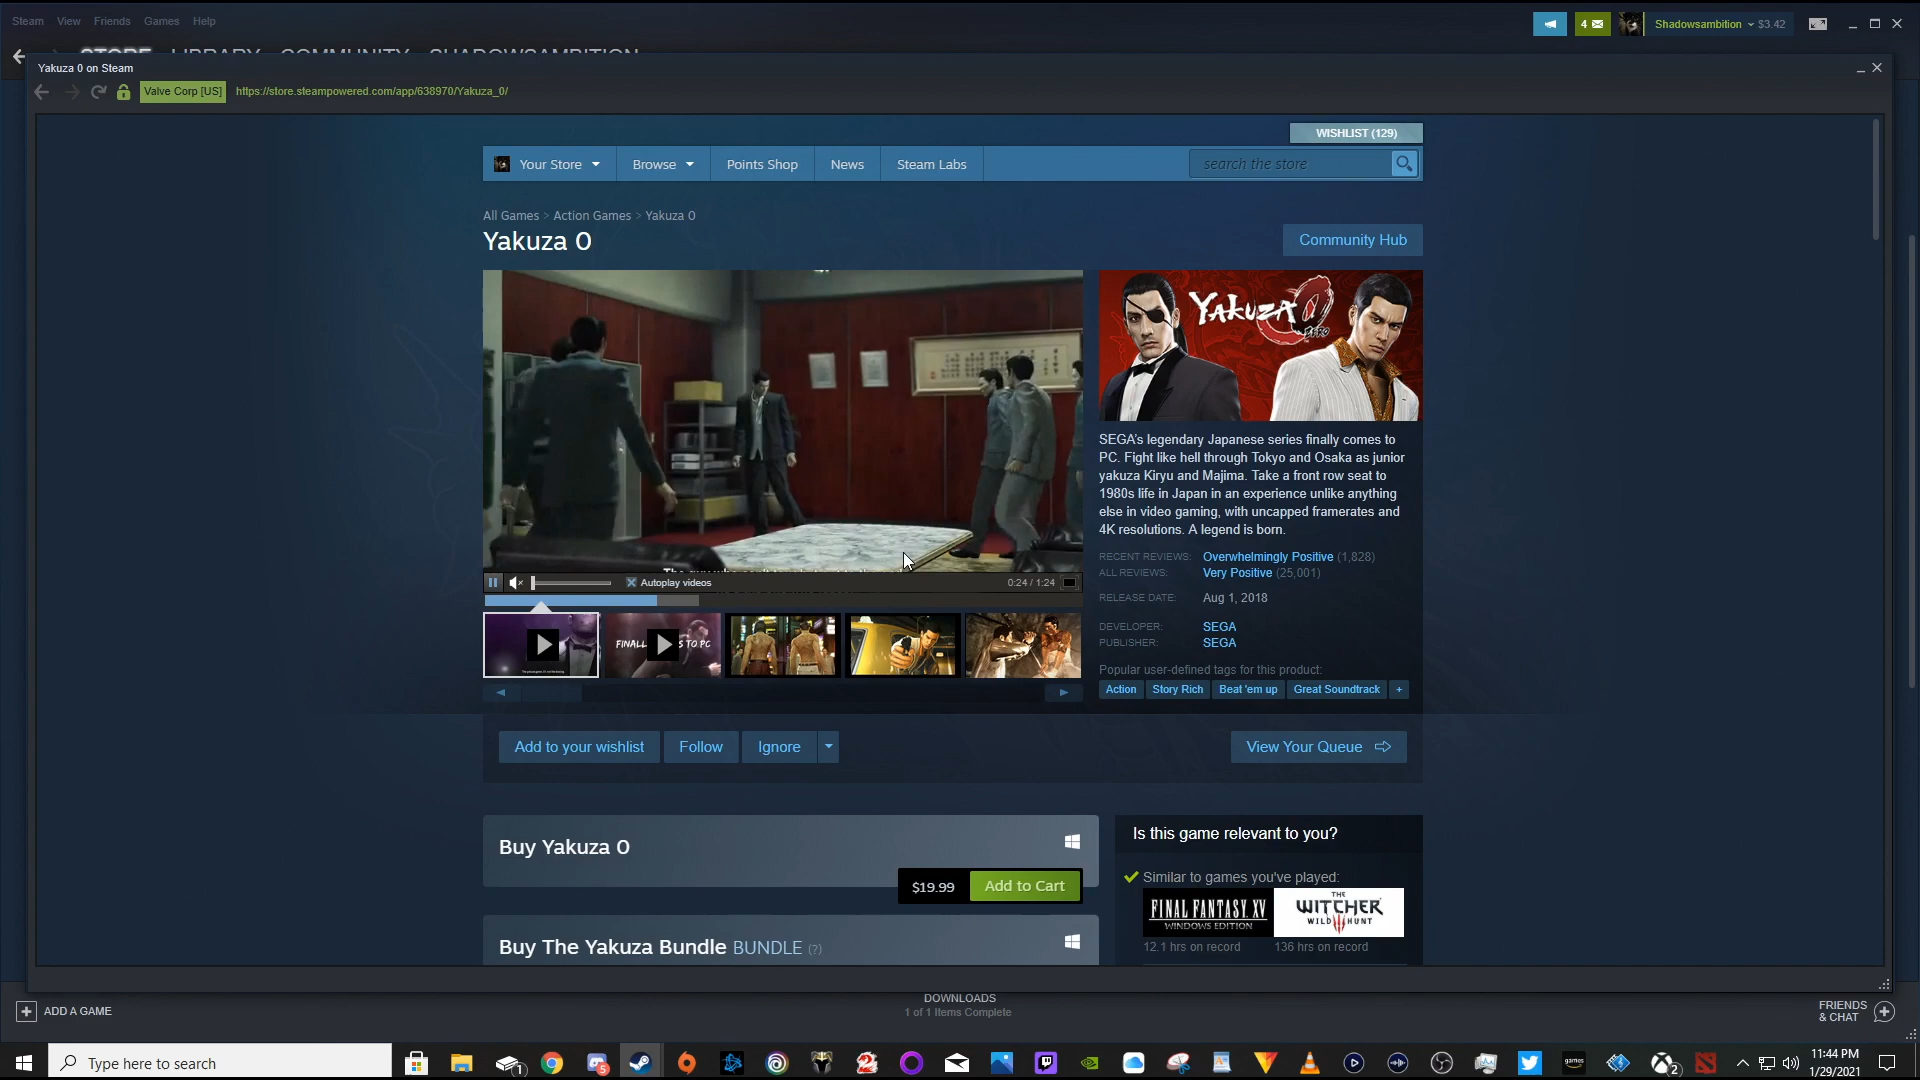 Steam View Friends Games Help
4
Shadowsambition $3.42
STORE LIBRARY COMMUNITY SHADOWSAMBITION
Yakuza 0 on Steam
Valve Corp [US] https://store.steampowered.com/app/638970/Yakuza_0/
WISHLIST (129)
Your Store Browse Points Shop News Steam Labs
search the store
All Games > Action Games > Yakuza 0
Yakuza 0
Community Hub
YAKUZA 0
ZERO
SEGA's legendary Japanese series finally comes to
PC. Fight like hell through Tokyo and Osaka as junior
yakuza Kiryu and Majima. Take a front row seat to
1980s life in Japan in an experience unlike anything
else in video gaming, with uncapped framerates and
4K resolutions. A legend is born.
RECENT REVIEWS: Overwhelmingly Positive (1,828)
ALL REVIEWS: Very Positive (25,001)
RELEASE DATE: Aug 1, 2018
DEVELOPER: SEGA
PUBLISHER: SEGA
Popular user-defined tags for this product:
Action Story Rich Beat 'em up Great Soundtrack +
Autoplay videos
0:24 / 1:24
Add to your wishlist Follow Ignore
View Your Queue
Buy Yakuza 0
$19.99 Add to Cart
Buy The Yakuza Bundle BUNDLE (?)
Is this game relevant to you?
Similar to games you've played:
FINAL FANTASY XV
WINDOWS EDITION
THE
WITCHER
WILD HUNT
12.1 hrs on record
136 hrs on record
ADD A GAME
DOWNLOADS
1 of 1 Items Complete
FRIENDS
& CHAT
Type here to search
11:44 PM
1/29/2021